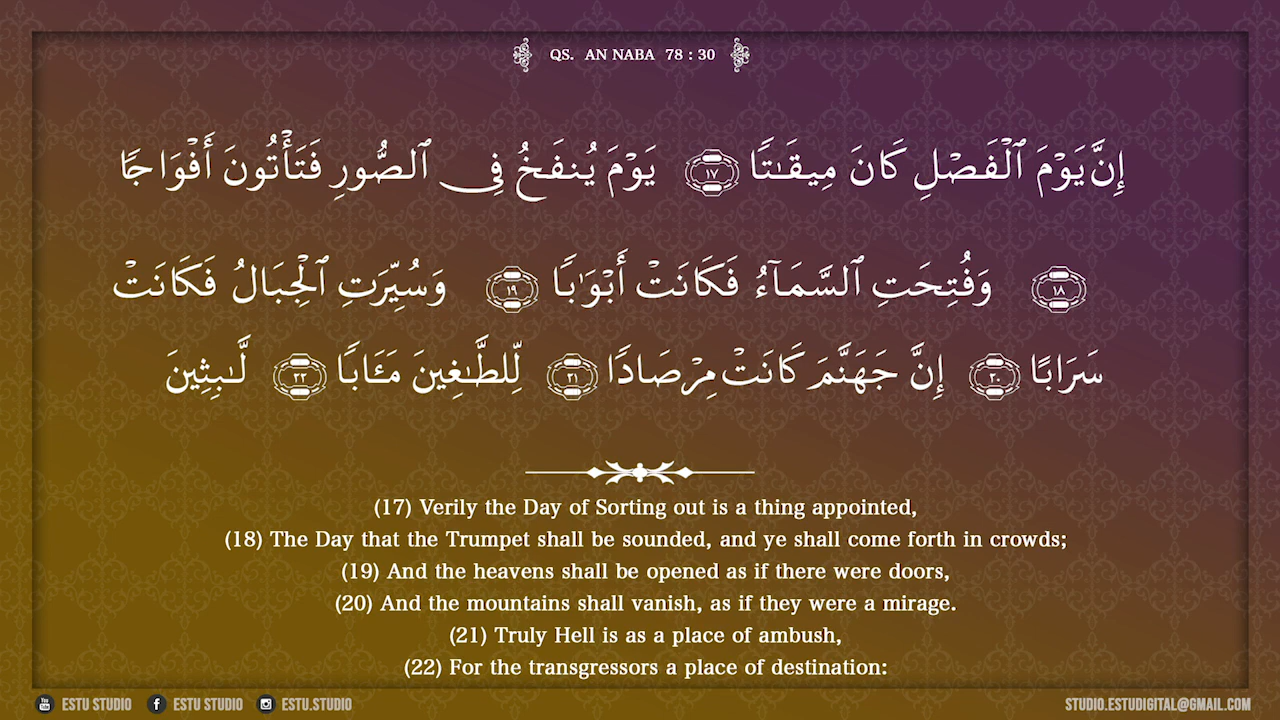 QS. AN NABA 78 : 30
إِنَّ يَوْمَ ٱلْفَصْلِ كَانَ مِيقَـٰتًا ١٧ يَوْمَ يُنفَخُ فِى ٱلصُّورِ فَتَأْتُونَ أَفْوَاجًا
١٨ وَفُتِحَتِ ٱلسَّمَآءُ فَكَانَتْ أَبْوَٰبًا ١٩ وَسُيِّرَتِ ٱلْجِبَالُ فَكَانَتْ
سَرَابًا ٢٠ إِنَّ جَهَنَّمَ كَانَتْ مِرْصَادًا ٢١ لِّلطَّـٰغِينَ مَـَٔابًا ٢٢ لَّـٰبِثِينَ
(17) Verily the Day of Sorting out is a thing appointed,
(18) The Day that the Trumpet shall be sounded, and ye shall come forth in crowds;
(19) And the heavens shall be opened as if there were doors,
(20) And the mountains shall vanish, as if they were a mirage.
(21) Truly Hell is as a place of ambush,
(22) For the transgressors a place of destination:
ESTU STUDIO ESTU STUDIO ESTU.STUDIO STUDIO.ESTUDIGITAL@GMAIL.COM